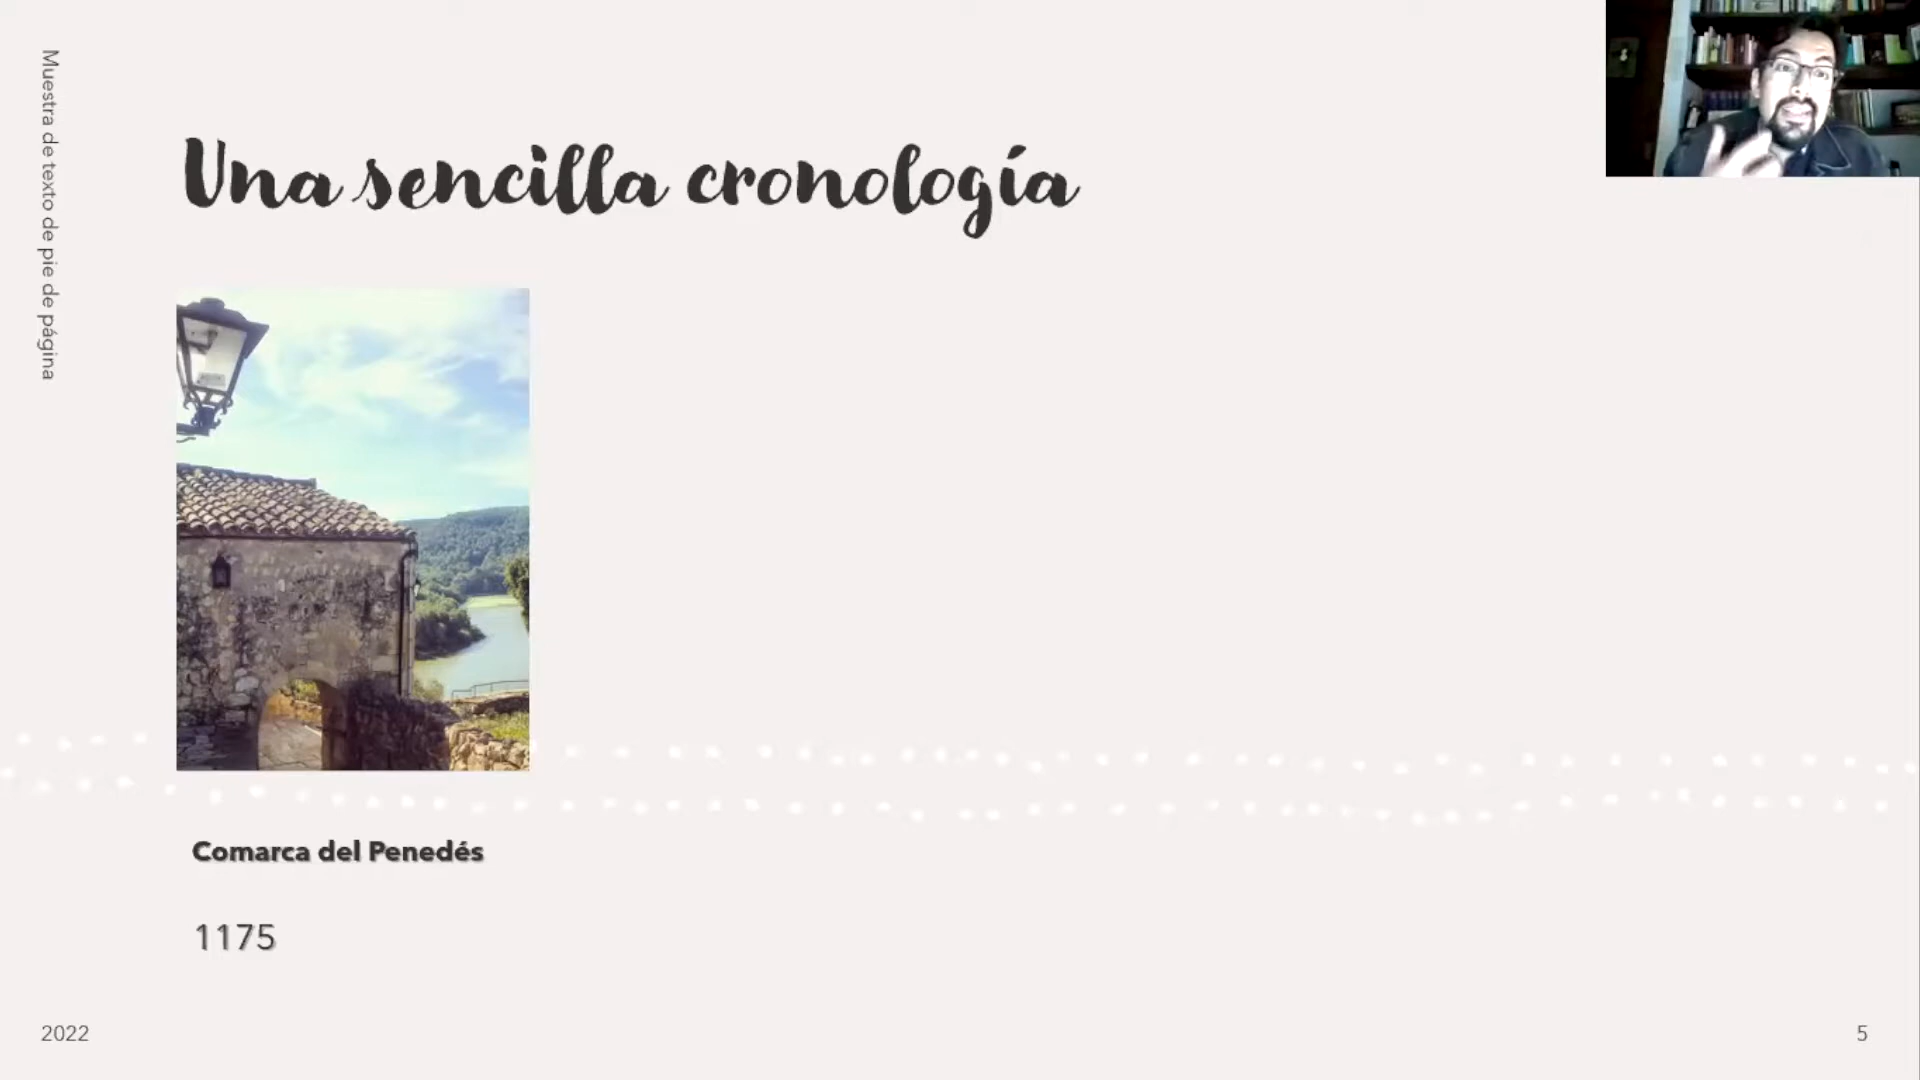 Muestra de texto de pie de página
Una sencilla cronología
Comarca del Penedés
1175
2022
5